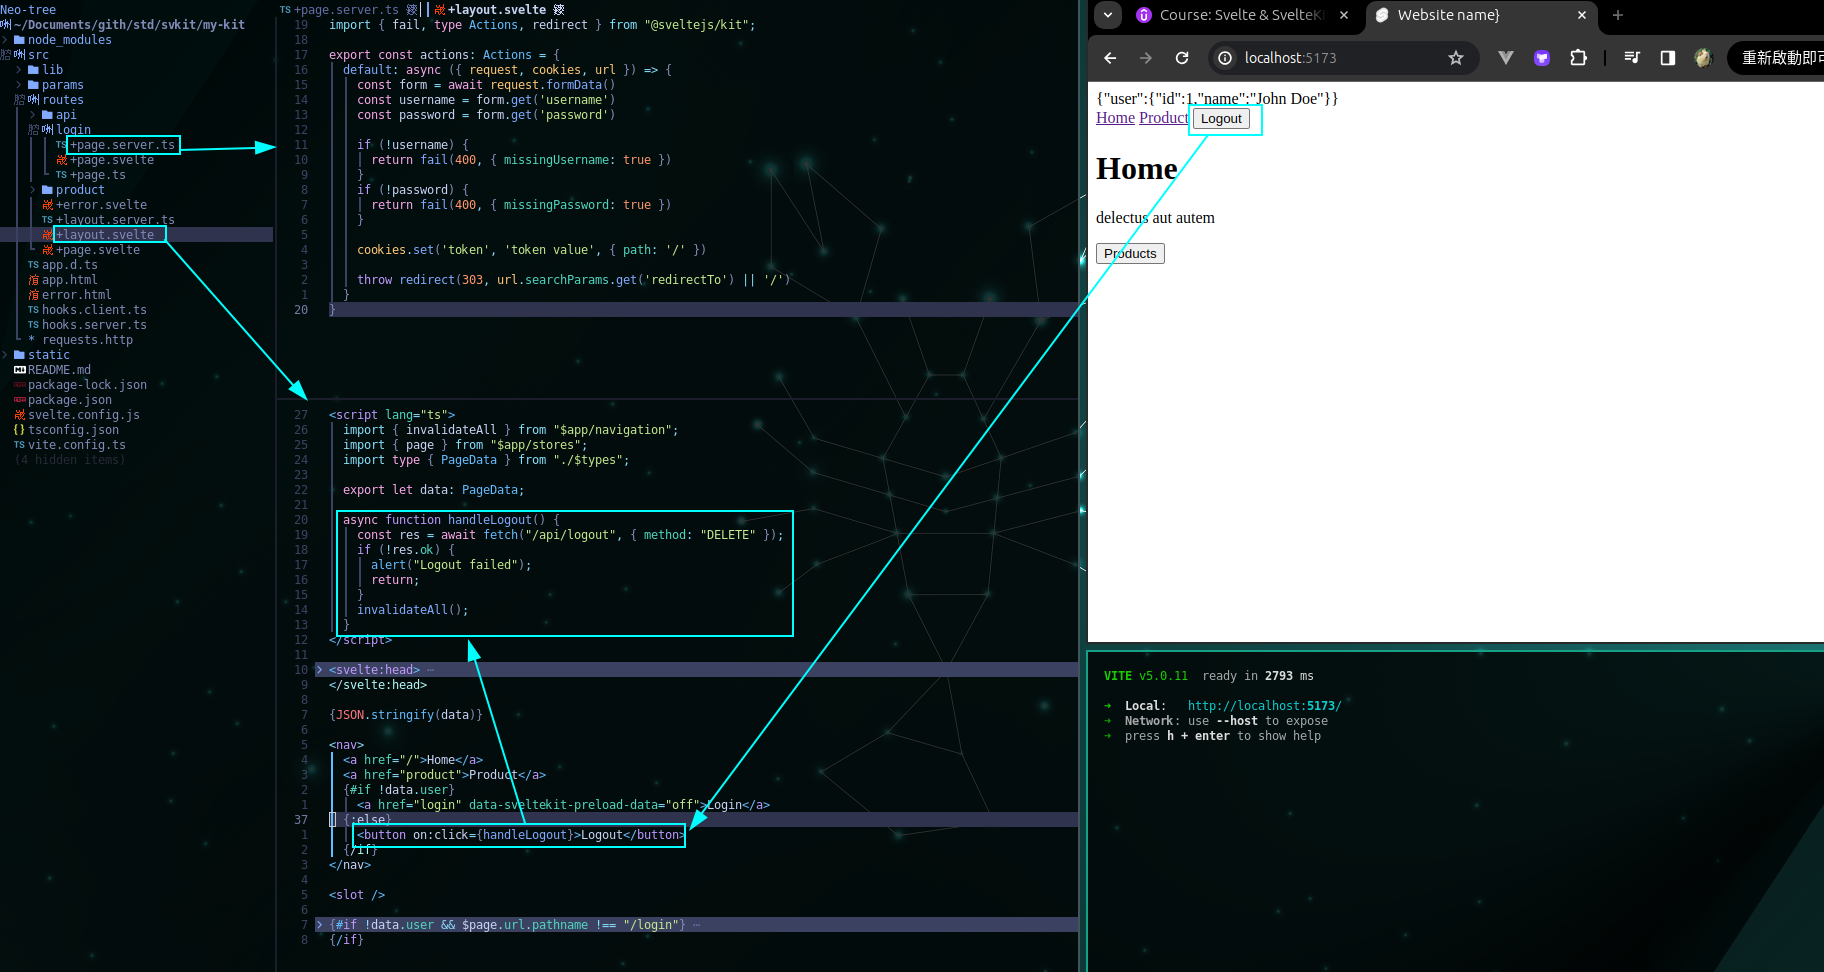 Neo-tree
~/Documents/gith/std/svkit/my-kit
node_modules
src
lib
params
routes
api
login
TS +page.server.ts
+page.svelte
TS +page.ts
product
+error.svelte
TS +layout.server.ts
+layout.svelte
+page.svelte
TS app.d.ts
app.html
error.html
TS hooks.client.ts
TS hooks.server.ts
* requests.http
static
README.md
package-lock.json
package.json
svelte.config.js
{} tsconfig.json
TS vite.config.ts
(4 hidden items)
TS +page.server.ts
+layout.svelte
19 import { fail, type Actions, redirect } from "@sveltejs/kit";
18
17 export const actions: Actions = {
16 default: async ({ request, cookies, url }) => {
15 const form = await request.formData()
14 const username = form.get('username')
13 const password = form.get('password')
12
11 if (!username) {
10 return fail(400, { missingUsername: true })
9 }
8 if (!password) {
7 return fail(400, { missingPassword: true })
6 }
5
4 cookies.set('token', 'token value', { path: '/' })
3
2 throw redirect(303, url.searchParams.get('redirectTo') || '/')
1 }
20 }
27 <script lang="ts">
26 import { invalidateAll } from "$app/navigation";
25 import { page } from "$app/stores";
24 import type { PageData } from "./$types";
23
22 export let data: PageData;
21
20 async function handleLogout() {
19 const res = await fetch("/api/logout", { method: "DELETE" });
18 if (!res.ok) {
17 alert("Logout failed");
16 return;
15 }
14 invalidateAll();
13 }
12 </script>
11
10 <svelte:head> ⋯
9 </svelte:head>
8
7 {JSON.stringify(data)}
6
5 <nav>
4 <a href="/">Home</a>
3 <a href="product">Product</a>
2 {#if !data.user}
1 <a href="login" data-sveltekit-preload-data="off">Login</a>
37 {:else}
1 <button on:click={handleLogout}>Logout</button>
2 {/if}
3 </nav>
4
5 <slot />
6
7 {#if !data.user && $page.url.pathname !== "/login"} ⋯
8 {/if}
Course: Svelte & SvelteKi
Website name}
localhost:5173
重新啟動即可
{"user":{"id":1,"name":"John Doe"}}
Home Product Logout
Home
delectus aut autem
Products
VITE v5.0.11 ready in 2793 ms
➜ Local: http://localhost:5173/
➜ Network: use --host to expose
➜ press h + enter to show help